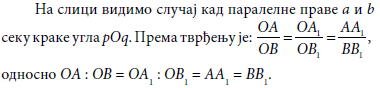 На слици видимо случај кад паралелне праве a и b
секу краке угла pOq. Према тврђењу је: OA/OB = OA₁/OB₁ = AA₁/BB₁,
односно OA : OB = OA₁ : OB₁ = AA₁ = BB₁.